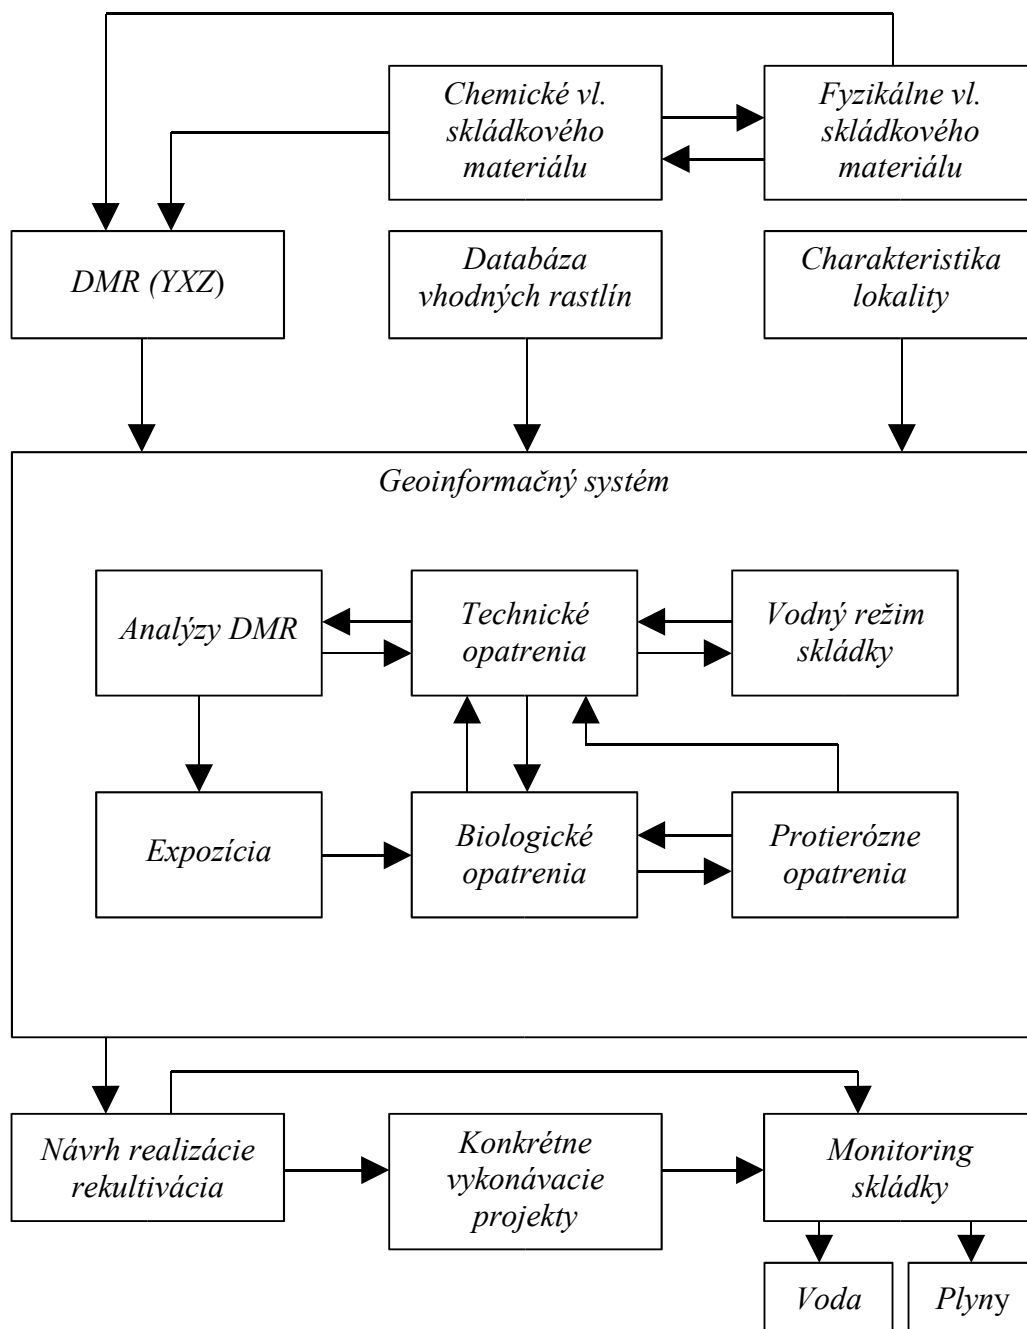 Chemické vl.
skládkového
materiálu
Fyzikálne vl.
skládkového
materiálu
DMR (YXZ)
Databáza
vhodných rastlín
Charakteristika
lokality
Geoinformačný systém
Analýzy DMR
Technické
opatrenia
Vodný režim
skládky
Expozícia
Biologické
opatrenia
Protierózne
opatrenia
Návrh realizácie
rekultivácia
Konkrétne
vykonávacie
projekty
Monitoring
skládky
Voda
Plyny